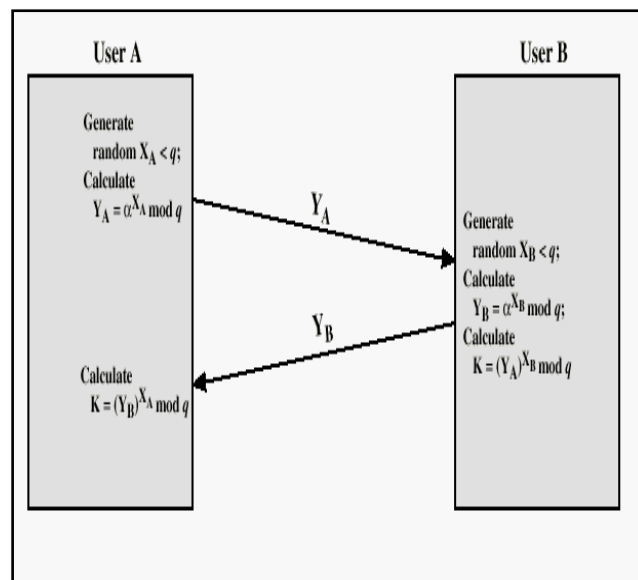 User A
User B
Generate
random X_A < q;
Calculate
Y_A = α^X_A mod q
Y_A
Generate
random X_B < q;
Calculate
Y_B = α^X_B mod q;
Calculate
K = (Y_A)^X_B mod q
Y_B
Calculate
K = (Y_B)^X_A mod q